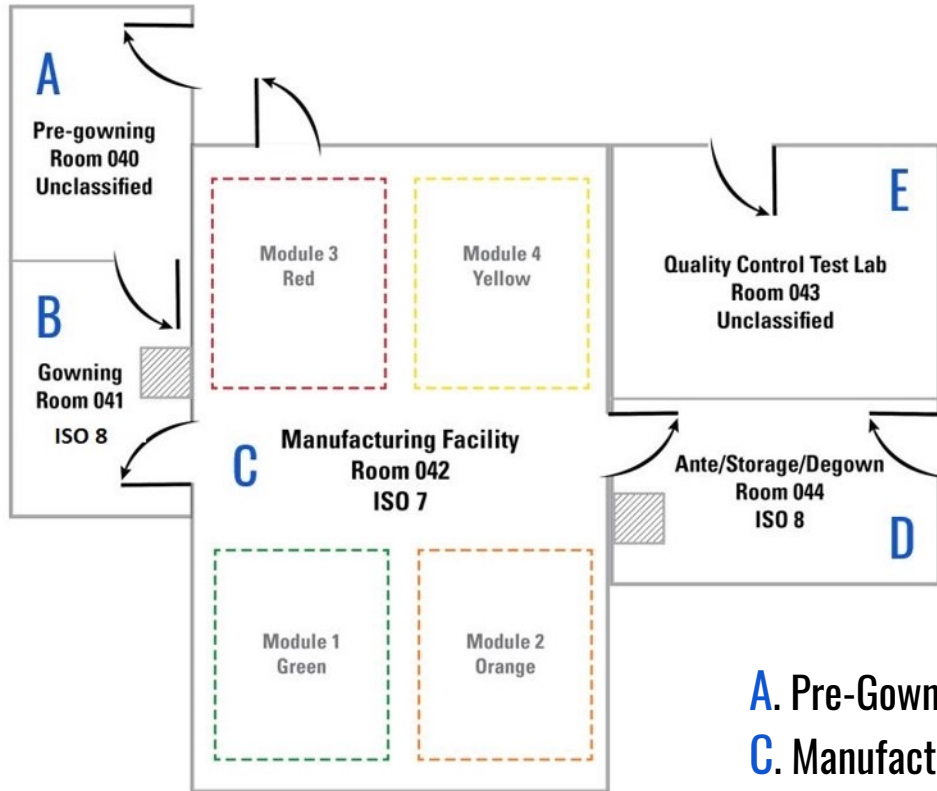 A
Pre-gowning
Room 040
Unclassified
B
Gowning
Room 041
ISO 8
Module 3
Red
Module 4
Yellow
C
Manufacturing Facility
Room 042
ISO 7
Module 1
Green
Module 2
Orange
E
Quality Control Test Lab
Room 043
Unclassified
Ante/Storage/Degown
Room 044
ISO 8
D
A. Pre-Gown
C. Manufact